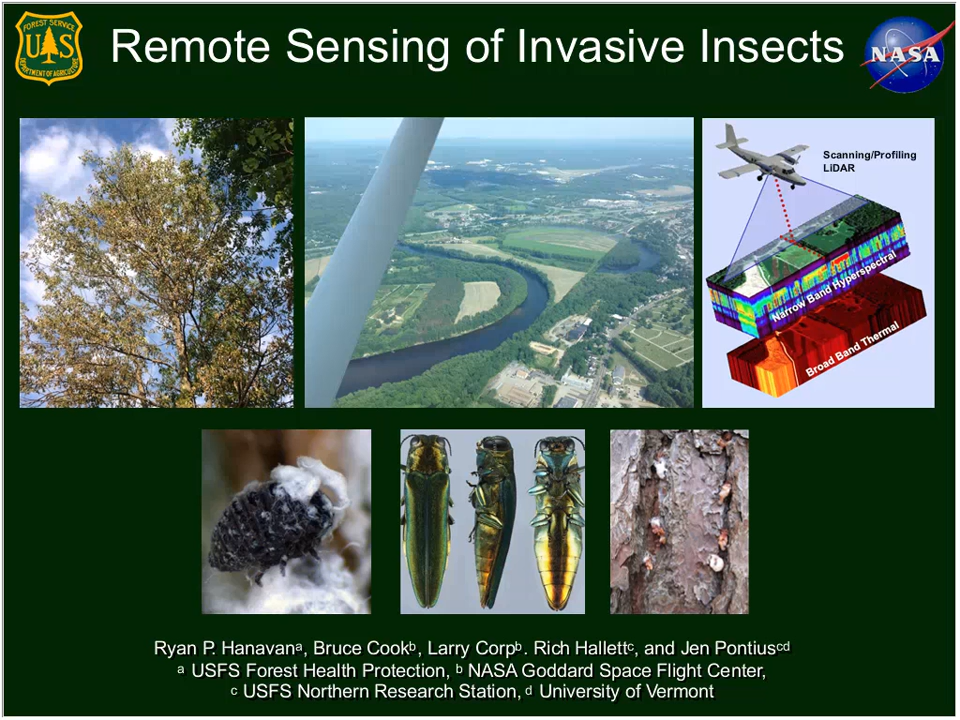 FOREST SERVICE
U S
DEPARTMENT OF AGRICULTURE
Remote Sensing of Invasive Insects
NASA
Scanning/Profiling
LiDAR
Narrow Band Hyperspectral
Broad Band Thermal
Ryan P. Hanavanᵃ, Bruce Cookᵇ, Larry Corpᵇ. Rich Hallettᶜ, and Jen Pontiusᶜᵈ
ᵃ USFS Forest Health Protection, ᵇ NASA Goddard Space Flight Center,
ᶜ USFS Northern Research Station, ᵈ University of Vermont